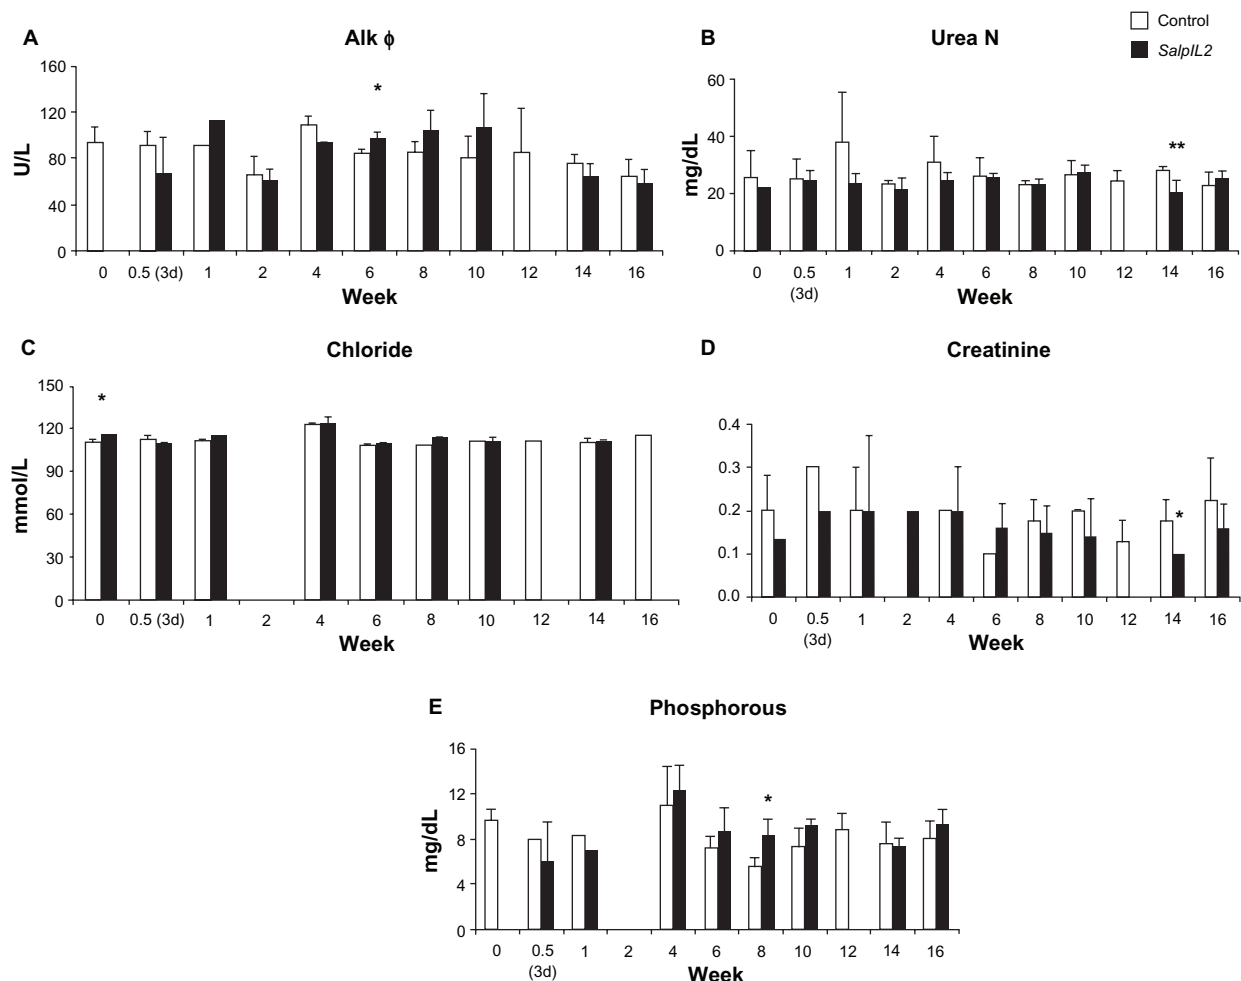 Control
SalpIL2
A
Alk ϕ
160
120
80
40
0
U/L
*
0 0.5 (3d) 1 2 4 6 8 10 12 14 16
Week
B
Urea N
60
40
20
0
mg/dL
**
0 0.5 1 2 4 6 8 10 12 14 16
(3d)
Week
C
Chloride
150
120
90
60
30
0
mmol/L
*
0 0.5 (3d) 1 2 4 6 8 10 12 14 16
Week
D
Creatinine
0.4
0.3
0.2
0.1
0.0
*
0 0.5 1 2 4 6 8 10 12 14 16
(3d)
Week
E
Phosphorous
16
12
8
4
0
mg/dL
*
0 0.5 1 2 4 6 8 10 12 14 16
(3d)
Week